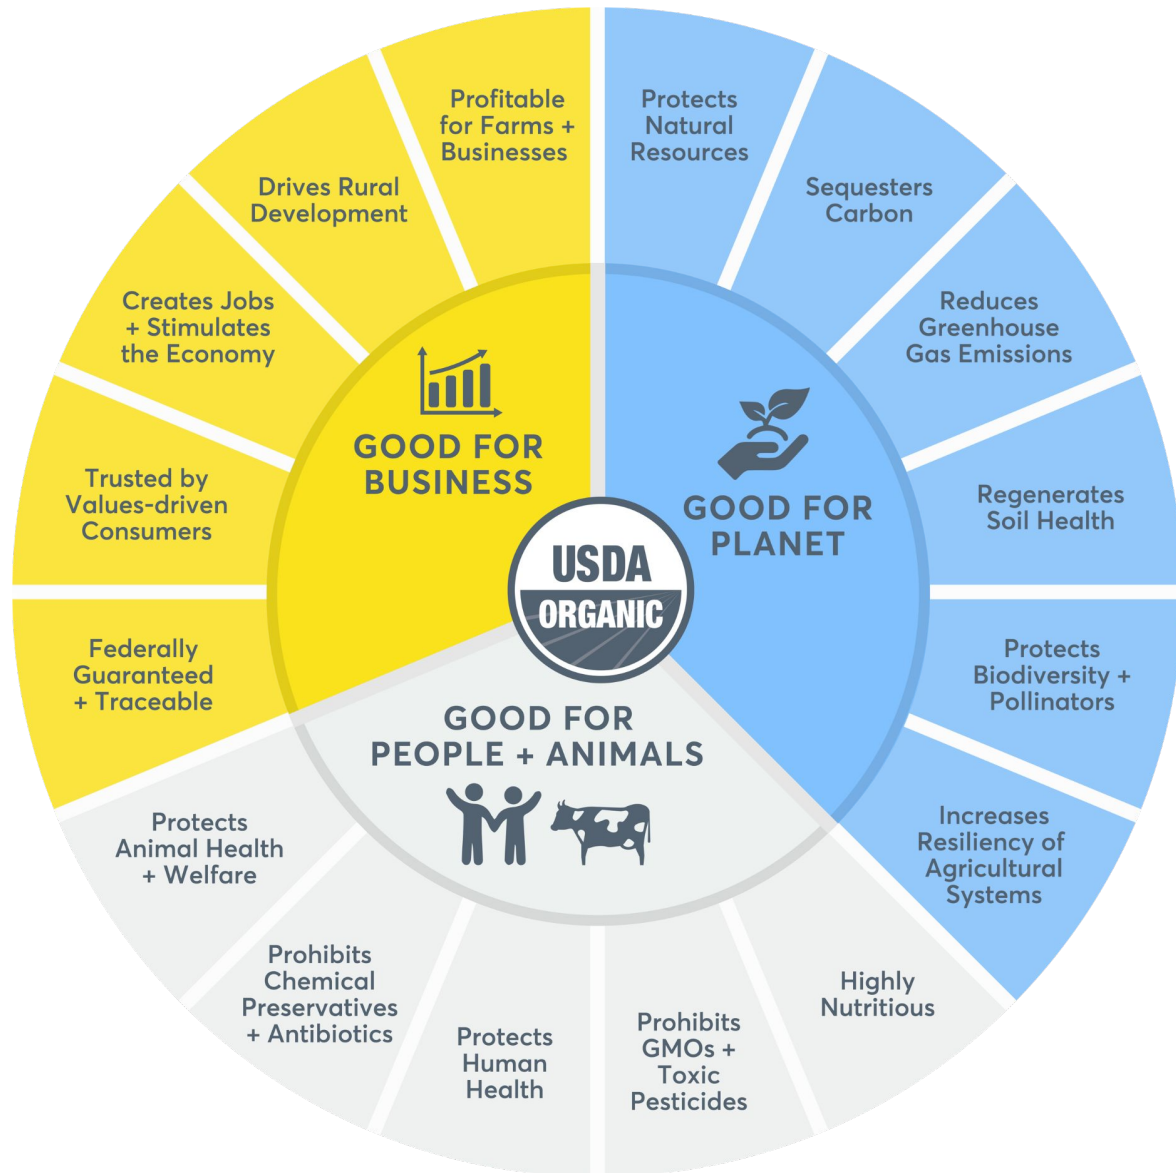 Profitable
for Farms +
Businesses
Protects
Natural
Resources
Drives Rural
Development
Sequesters
Carbon
Creates Jobs
+ Stimulates
the Economy
Reduces
Greenhouse
Gas Emissions
GOOD FOR
BUSINESS
Trusted by
Values-driven
Consumers
GOOD FOR
PLANET
Regenerates
Soil Health
USDA
ORGANIC
Federally
Guaranteed
+ Traceable
Protects
Biodiversity +
Pollinators
GOOD FOR
PEOPLE + ANIMALS
Protects
Animal Health
+ Welfare
Increases
Resiliency of
Agricultural
Systems
Prohibits
Chemical
Preservatives
+ Antibiotics
Protects
Human
Health
Prohibits
GMOs +
Toxic
Pesticides
Highly
Nutritious